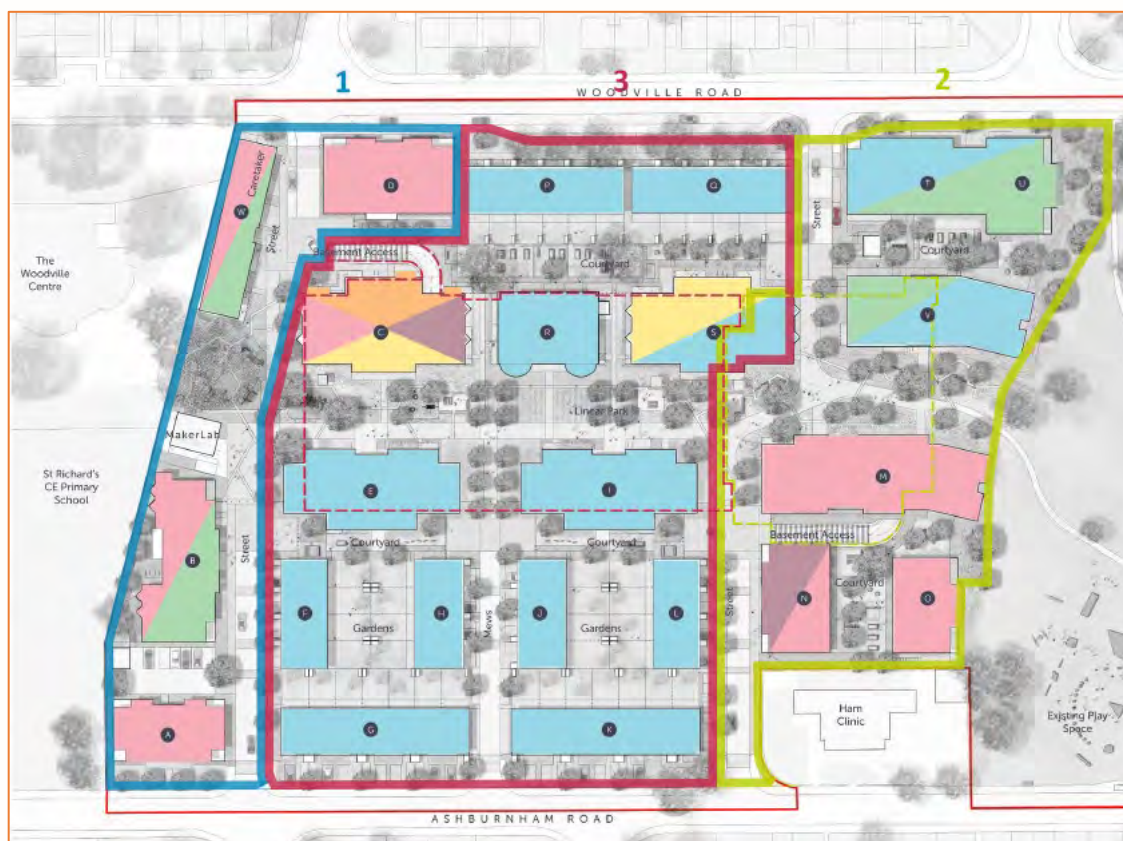 1
3
2
WOODVILLE ROAD
Caretaker
W
D
P
Q
T
U
Street
Street
Courtyard
Basement Access
Courtyard
The
Woodville
Centre
C
R
S
V
Linear Park
MakerLab
St Richard's
CE Primary
School
E
I
M
Basement Access
Courtyard
Courtyard
B
Street
F
H
J
L
N
O
Courtyard
Street
Gardens
Mews
Gardens
Ham
Clinic
Existing Play
Space
A
G
K
ASHBURNHAM ROAD